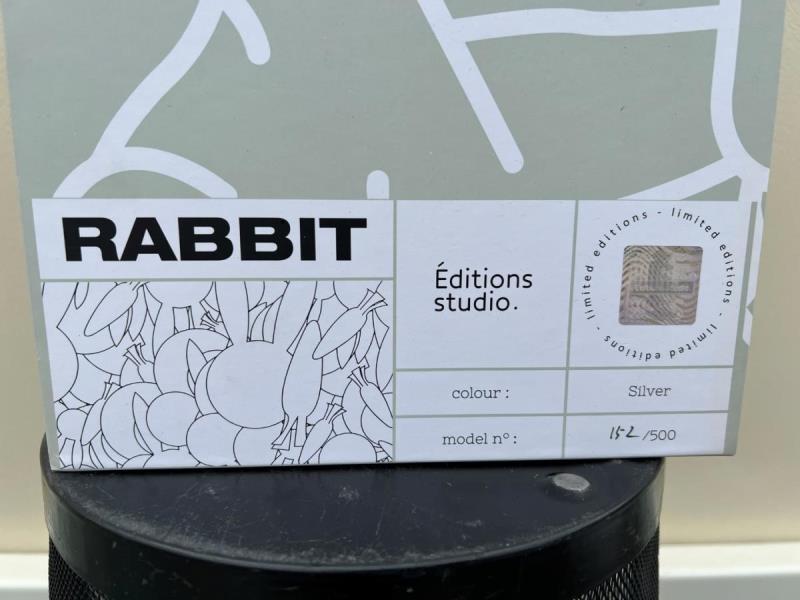 RABBIT
Éditions
studio.
limited editions - limited editions - limited editions -
colour :
Silver
model n° :
152 /500